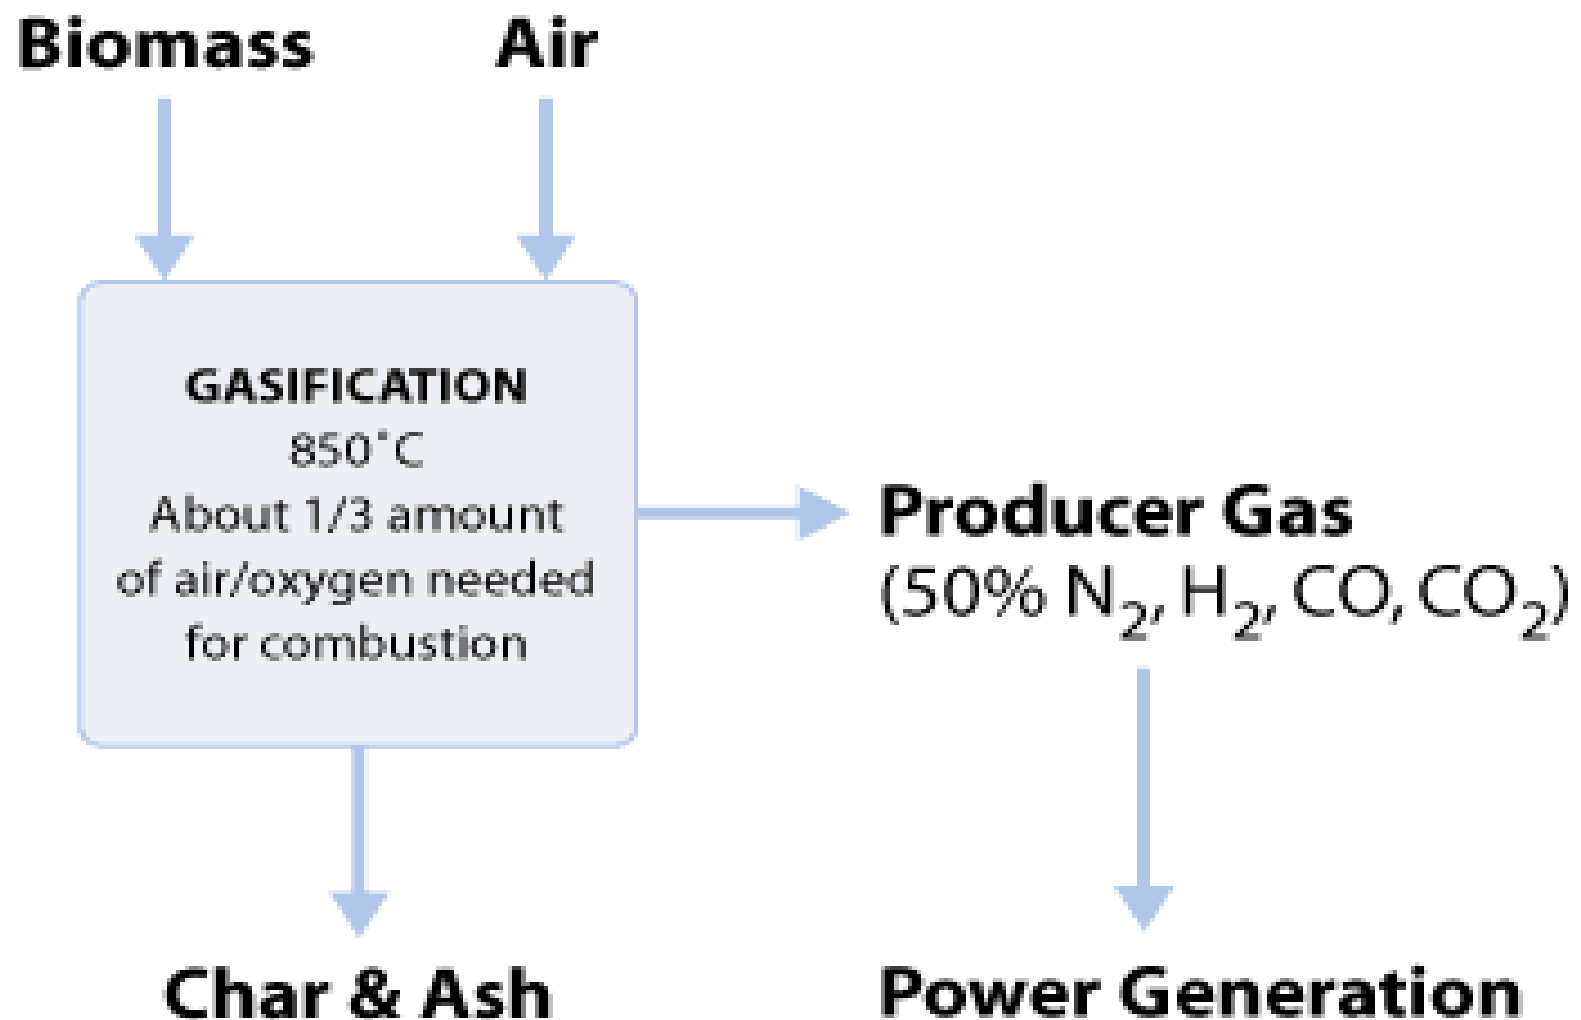 Biomass
Air
GASIFICATION
850˚C
About 1/3 amount
of air/oxygen needed
for combustion
Producer Gas
(50% N₂, H₂, CO, CO₂)
Char & Ash
Power Generation